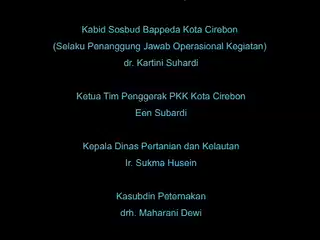 Kabid Sosbud Bappeda Kota Cirebon
(Selaku Penanggung Jawab Operasional Kegiatan)
dr. Kartini Suhardi
Ketua Tim Penggerak PKK Kota Cirebon
Een Subardi
Kepala Dinas Pertanian dan Kelautan
Ir. Sukma Husein
Kasubdin Peternakan
drh. Maharani Dewi